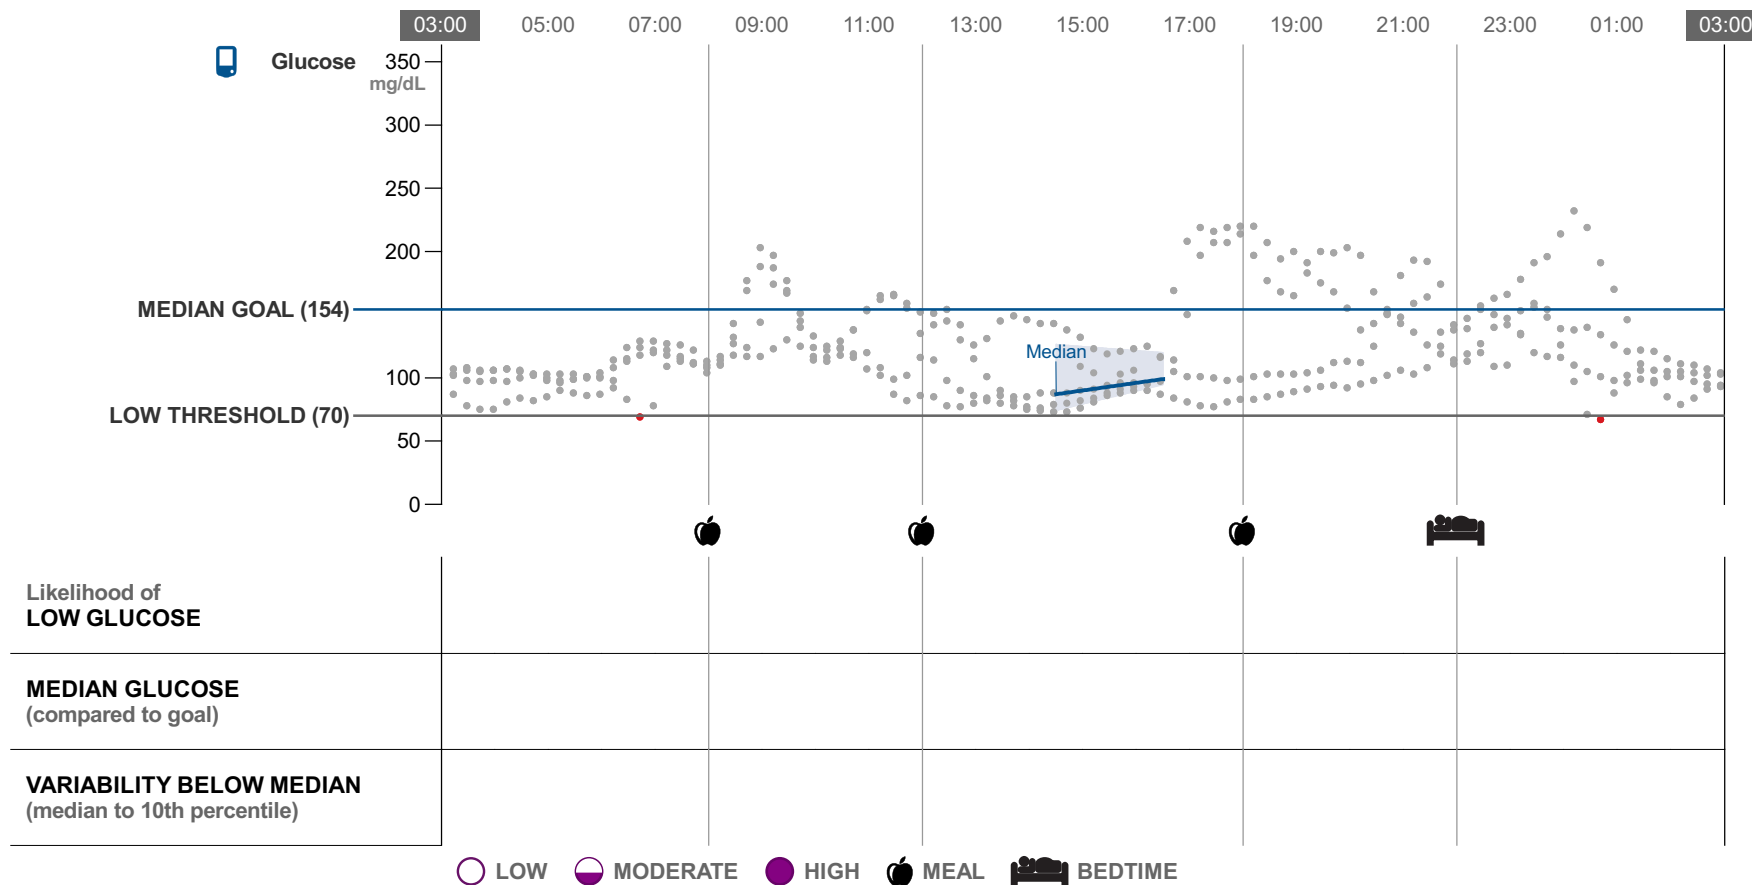 03:00 05:00 07:00 09:00 11:00 13:00 15:00 17:00 19:00 21:00 23:00 01:00 03:00
Glucose 350
mg/dL
300
250
200
MEDIAN GOAL (154)
Median
100
LOW THRESHOLD (70)
50
0
Likelihood of
LOW GLUCOSE
MEDIAN GLUCOSE
(compared to goal)
VARIABILITY BELOW MEDIAN
(median to 10th percentile)
LOW MODERATE HIGH MEAL BEDTIME